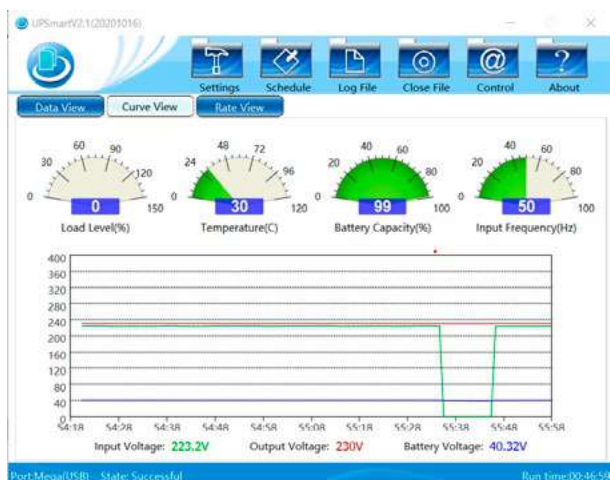 UPSmartV2.1(20201016)
Settings Schedule Log File Close File Control About
Data View Curve View Rate View
0 30 60 90 120 150
0
Load Level(%)
0 24 48 72 96 120
30
Temperature(C)
0 20 40 60 80 100
99
Battery Capacity(%)
0 20 40 60 80 100
50
Input Frequency(Hz)
400
360
320
280
240
200
160
120
80
40
0
54:18 54:28 54:38 54:48 54:58 55:08 55:18 55:28 55:38 55:48 55:58
Input Voltage: 223.2V Output Voltage: 230V Battery Voltage: 40.32V
Port:Mega(USB) State: Successful Run time:00:46:59